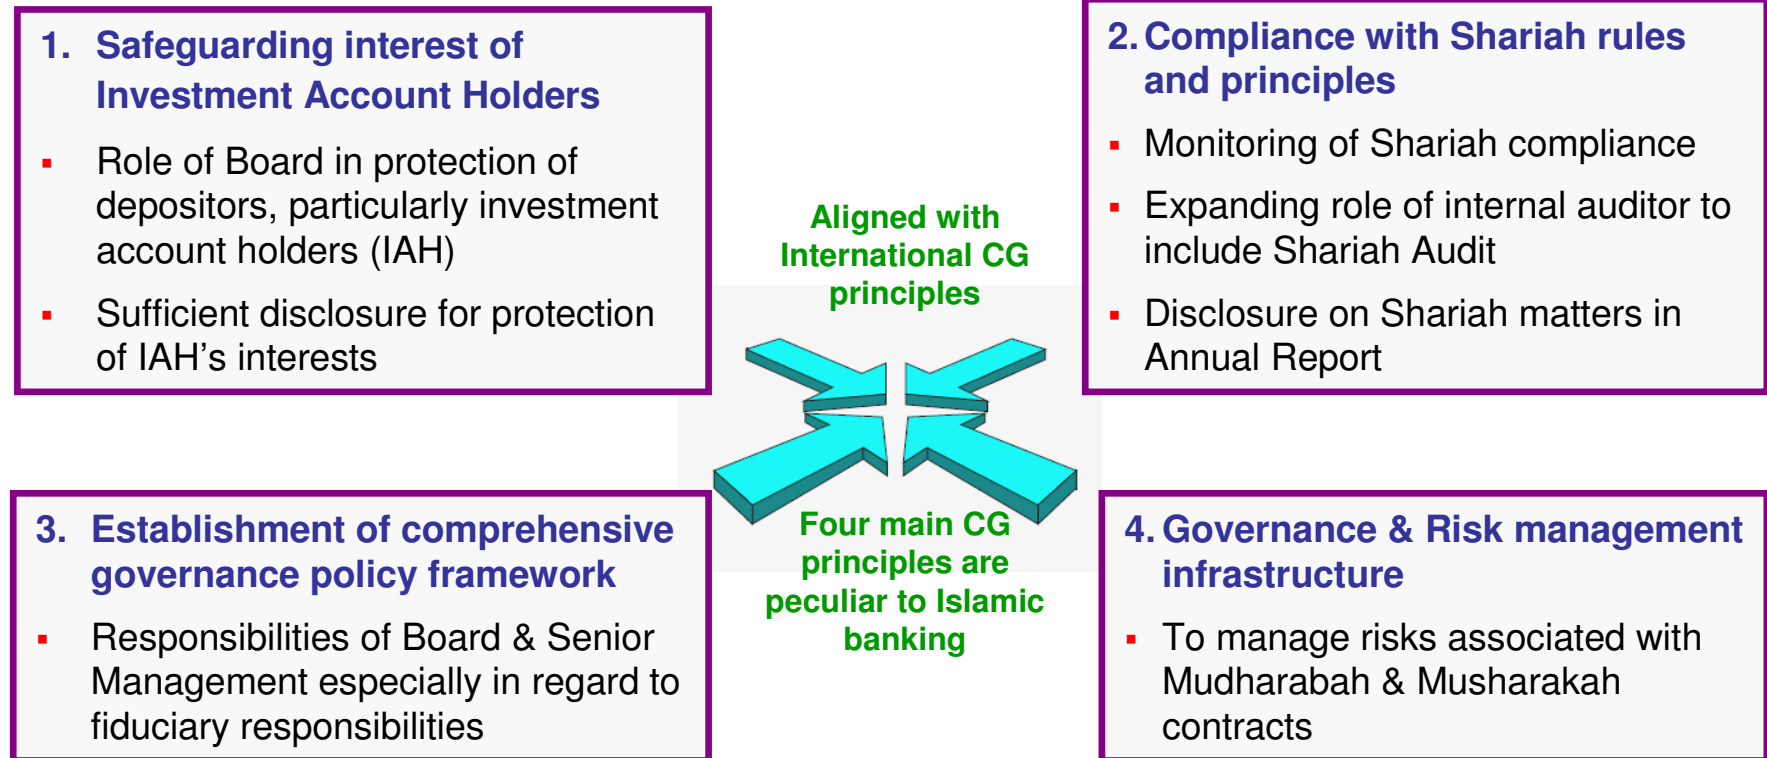 1. Safeguarding interest of
Investment Account Holders
▪ Role of Board in protection of
depositors, particularly investment
account holders (IAH)
▪ Sufficient disclosure for protection
of IAH’s interests
2. Compliance with Shariah rules
and principles
▪ Monitoring of Shariah compliance
▪ Expanding role of internal auditor to
include Shariah Audit
▪ Disclosure on Shariah matters in
Annual Report
Aligned with
International CG
principles
Four main CG
principles are
peculiar to Islamic
banking
3. Establishment of comprehensive
governance policy framework
▪ Responsibilities of Board & Senior
Management especially in regard to
fiduciary responsibilities
4. Governance & Risk management
infrastructure
▪ To manage risks associated with
Mudharabah & Musharakah
contracts